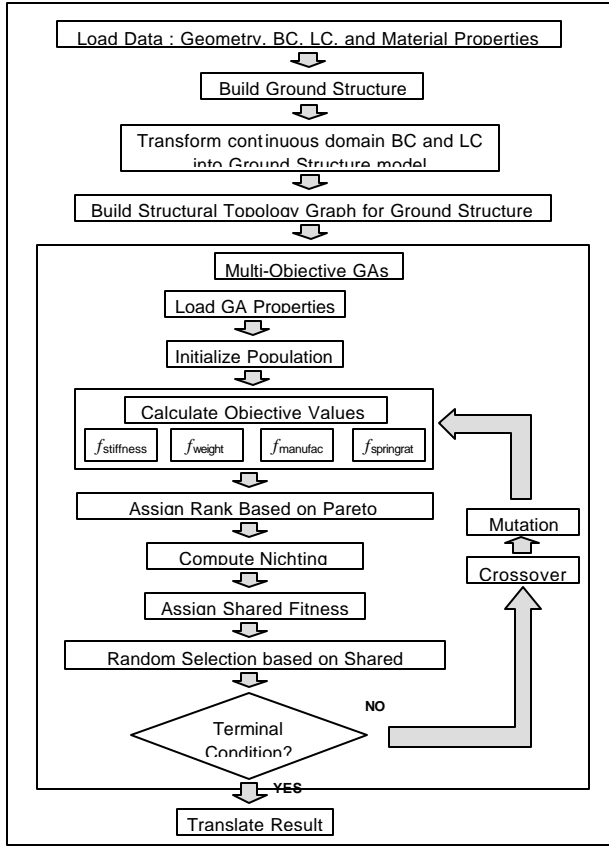 Load Data : Geometry, BC, LC, and Material Properties
Build Ground Structure
Transform continuous domain BC and LC
into Ground Structure model
Build Structural Topology Graph for Ground Structure
Multi-Objective GAs
Load GA Properties
Initialize Population
Calculate Objective Values
fstiffness fweight fmanufac fspringrat
Assign Rank Based on Pareto
Mutation
Compute Nichting
Crossover
Assign Shared Fitness
Random Selection based on Shared
NO
Terminal
Condition?
YES
Translate Result